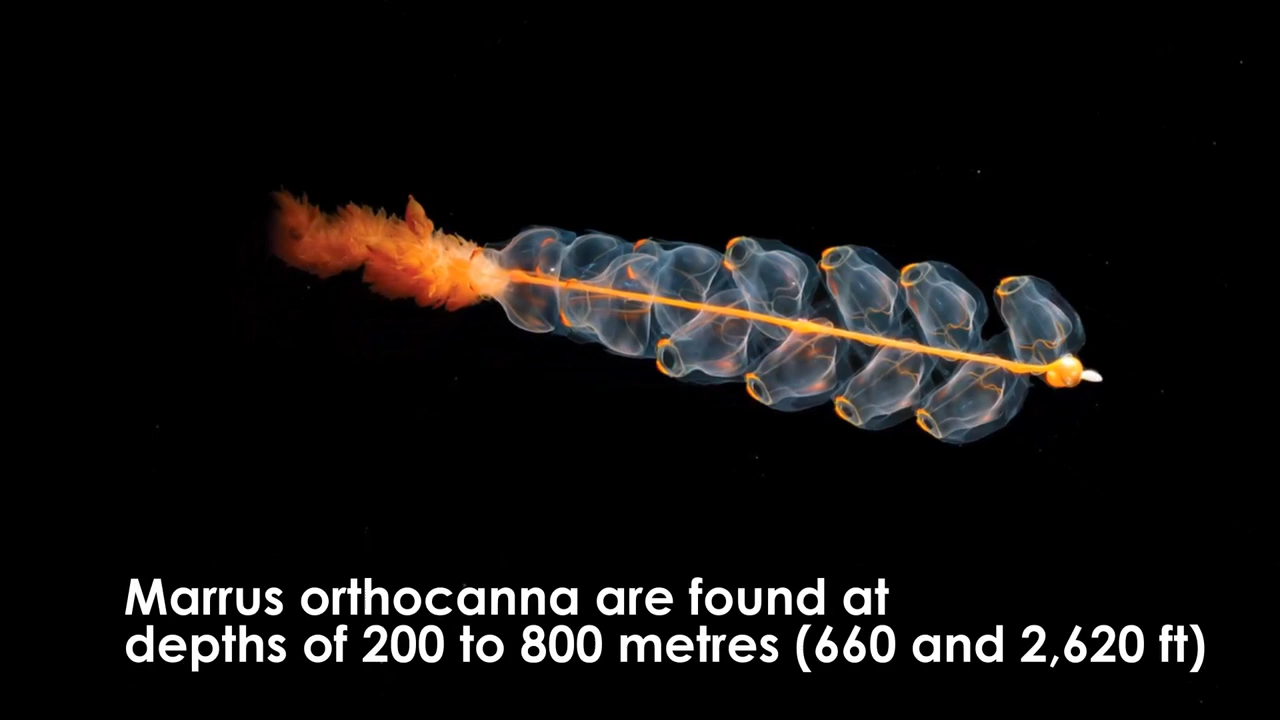 Marrus orthocanna are found at
depths of 200 to 800 metres (660 and 2,620 ft)